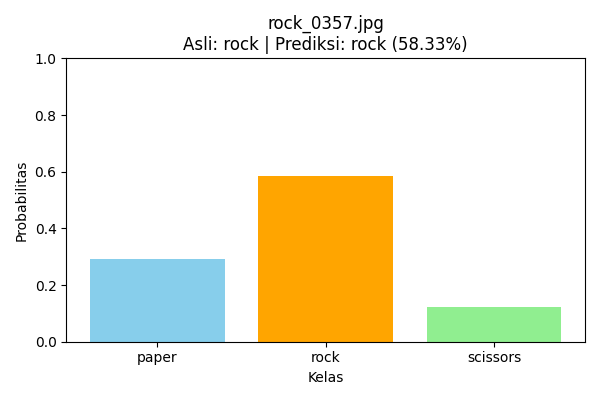 rock_0357.jpg
Asli: rock | Prediksi: rock (58.33%)
1.0
0.8
0.6
0.4
0.2
0.0
Probabilitas
paper rock scissors
Kelas